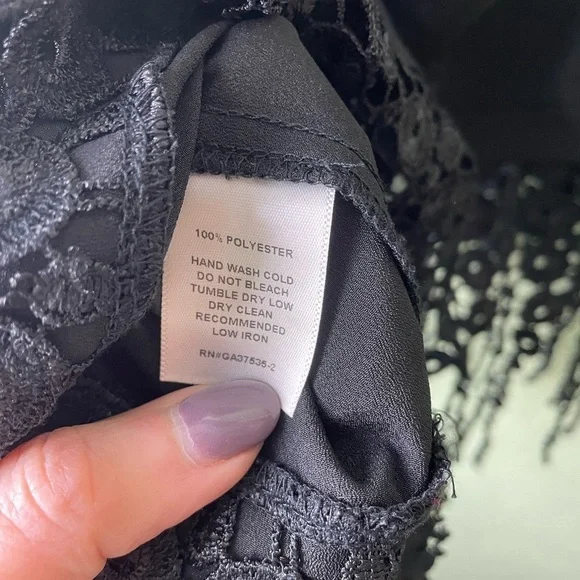 100% POLYESTER
HAND WASH COLD
DO NOT BLEACH
TUMBLE DRY LOW
DRY CLEAN
RECOMMENDED
LOW IRON
RN#GA37535-2